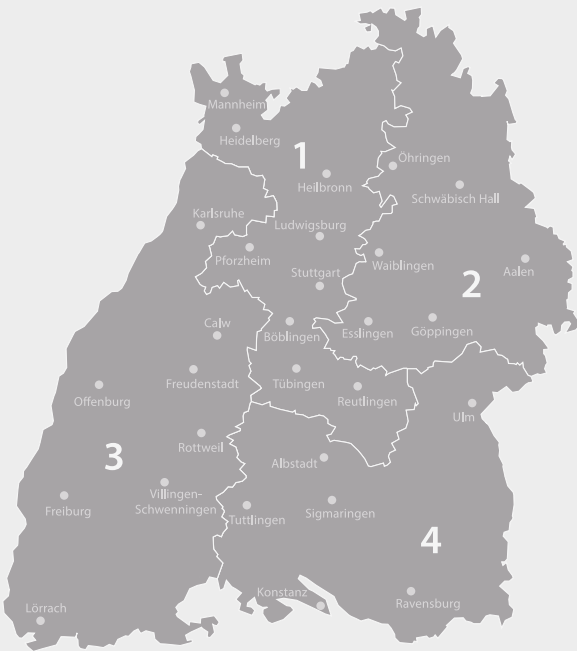 Mannheim
Heidelberg
1
Öhringen
Heilbronn
Schwäbisch Hall
Karlsruhe
Ludwigsburg
Pforzheim
Waiblingen
Aalen
Stuttgart
2
Calw
Böblingen
Esslingen
Göppingen
Freudenstadt
Tübingen
Reutlingen
Offenburg
Ulm
Rottweil
3
Albstadt
Villingen-
Schwenningen
Freiburg
Tuttlingen
Sigmaringen
4
Konstanz
Ravensburg
Lörrach